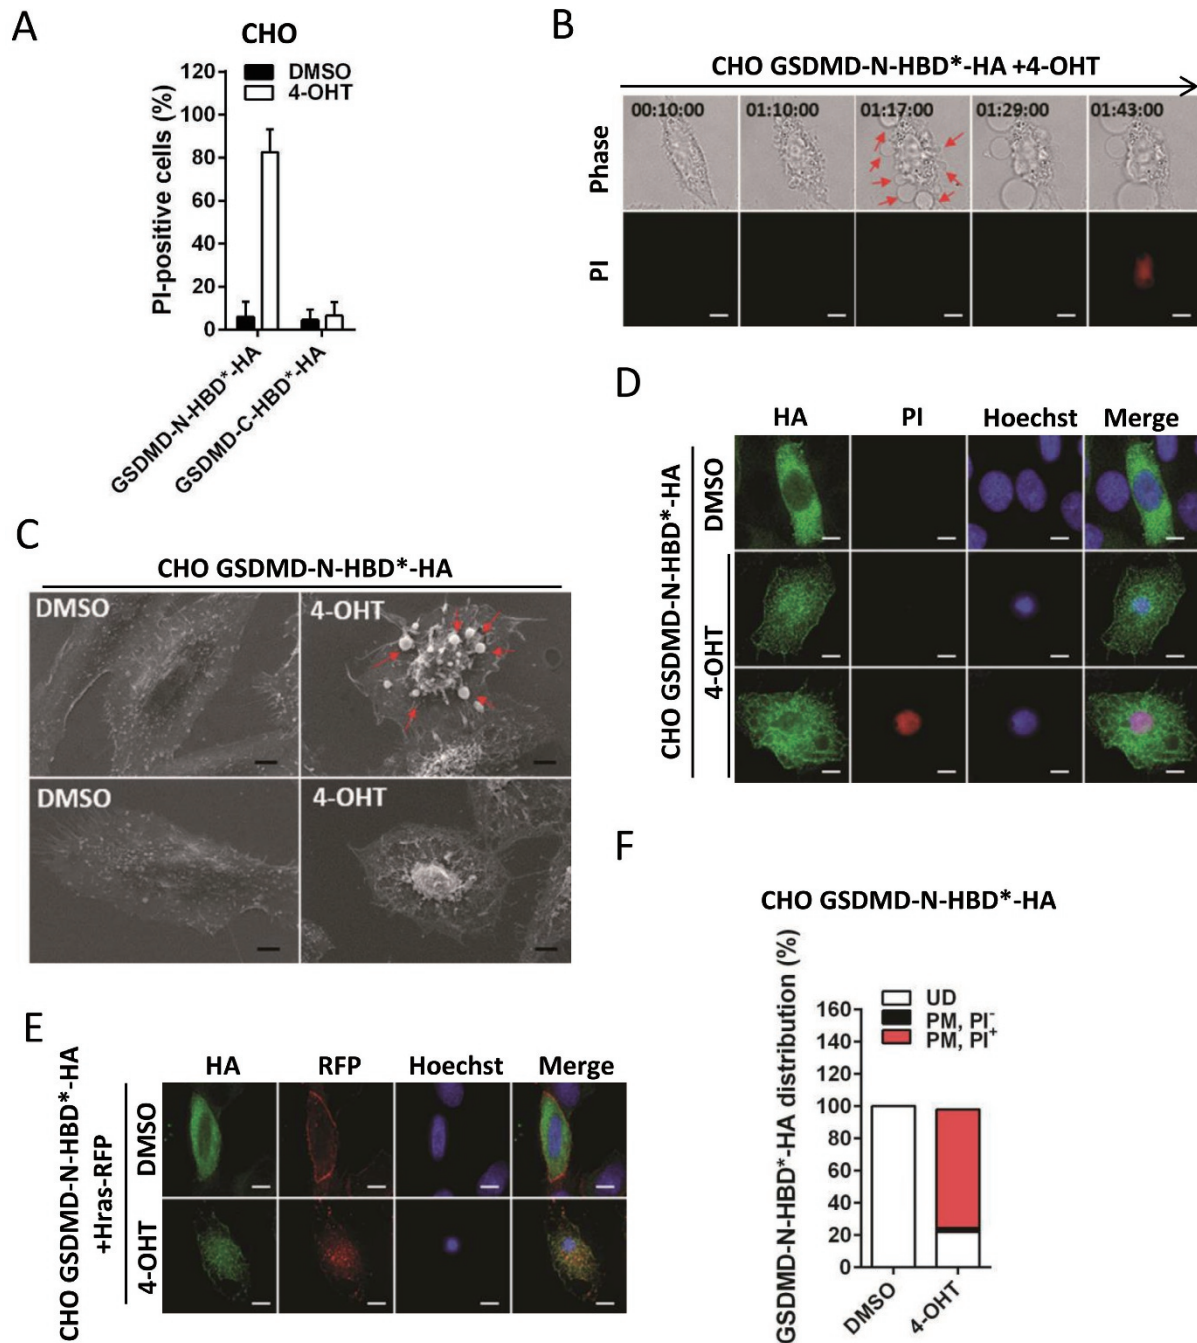 A
CHO
DMSO
4-OHT
PI-positive cells (%)
120
100
80
60
40
20
0
GSDMD-N-HBD*-HA
GSDMD-C-HBD*-HA
B
CHO GSDMD-N-HBD*-HA +4-OHT
00:10:00 01:10:00 01:17:00 01:29:00 01:43:00
Phase
PI
C
CHO GSDMD-N-HBD*-HA
DMSO 4-OHT
DMSO 4-OHT
D
HA PI Hoechst Merge
CHO GSDMD-N-HBD*-HA
DMSO
4-OHT
E
HA RFP Hoechst Merge
CHO GSDMD-N-HBD*-HA
+Hras-RFP
DMSO
4-OHT
F
CHO GSDMD-N-HBD*-HA
UD
PM, PI⁻
PM, PI⁺
GSDMD-N-HBD*-HA distribution (%)
160
140
120
100
80
60
40
20
0
DMSO
4-OHT